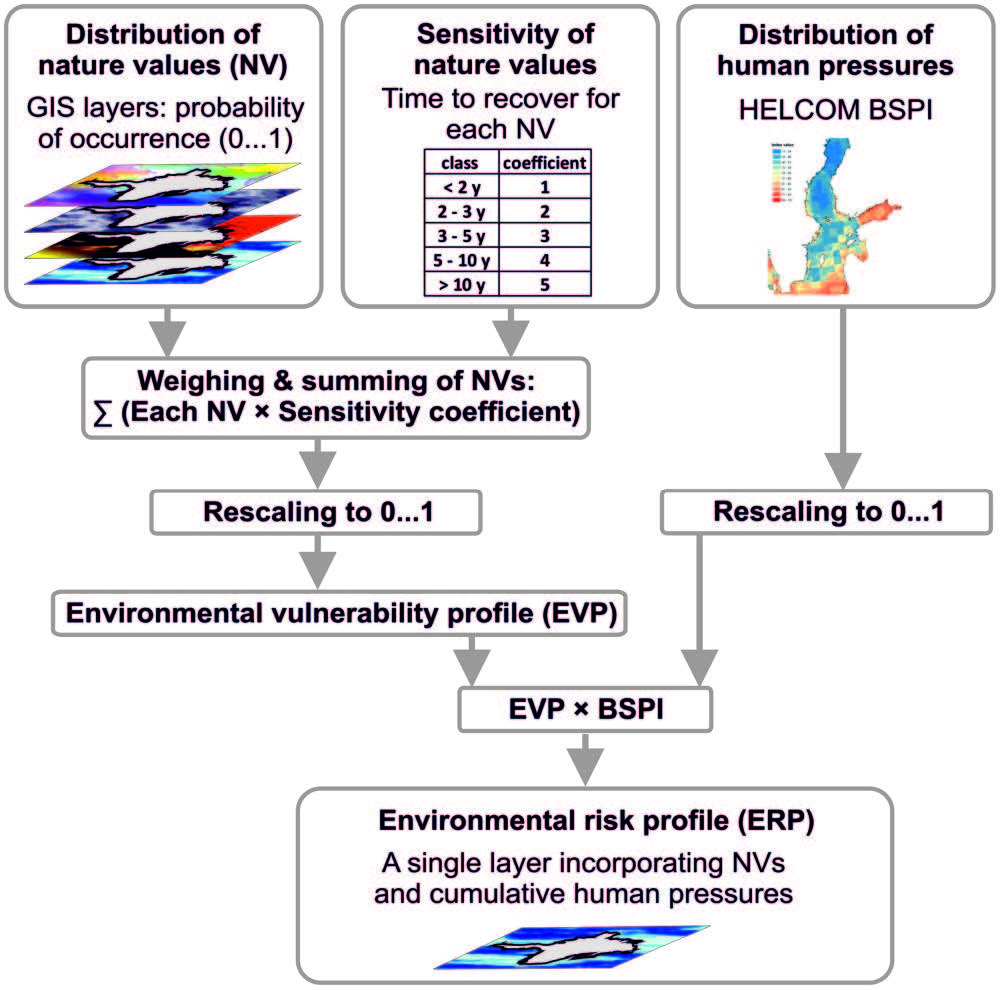 Distribution of
nature values (NV)
GIS layers: probability
of occurrence (0...1)
Sensitivity of
nature values
Time to recover for
each NV
class coefficient
< 2 y 1
2 - 3 y 2
3 - 5 y 3
5 - 10 y 4
> 10 y 5
Distribution of
human pressures
HELCOM BSPI
Weighing & summing of NVs:
∑ (Each NV × Sensitivity coefficient)
Rescaling to 0...1
Rescaling to 0...1
Environmental vulnerability profile (EVP)
EVP × BSPI
Environmental risk profile (ERP)
A single layer incorporating NVs
and cumulative human pressures